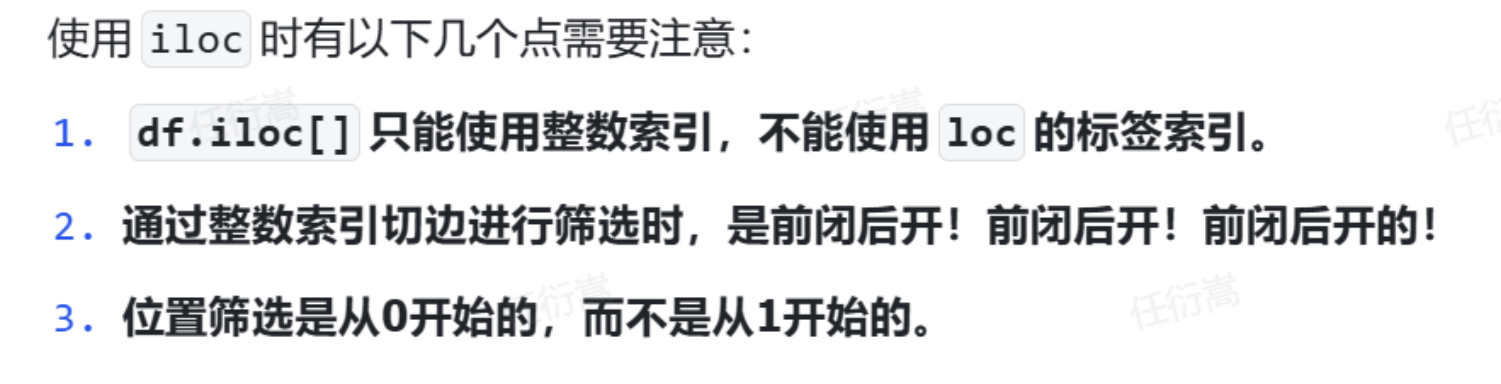 使用 iloc 时有以下几个点需要注意：
1. df.iloc[] 只能使用整数索引，不能使用 loc 的标签索引。
2. 通过整数索引切边进行筛选时，是前闭后开！前闭后开！前闭后开的！
3. 位置筛选是从0开始的，而不是从1开始的。
任衍嵩
任衍嵩
任衍嵩
任衍嵩